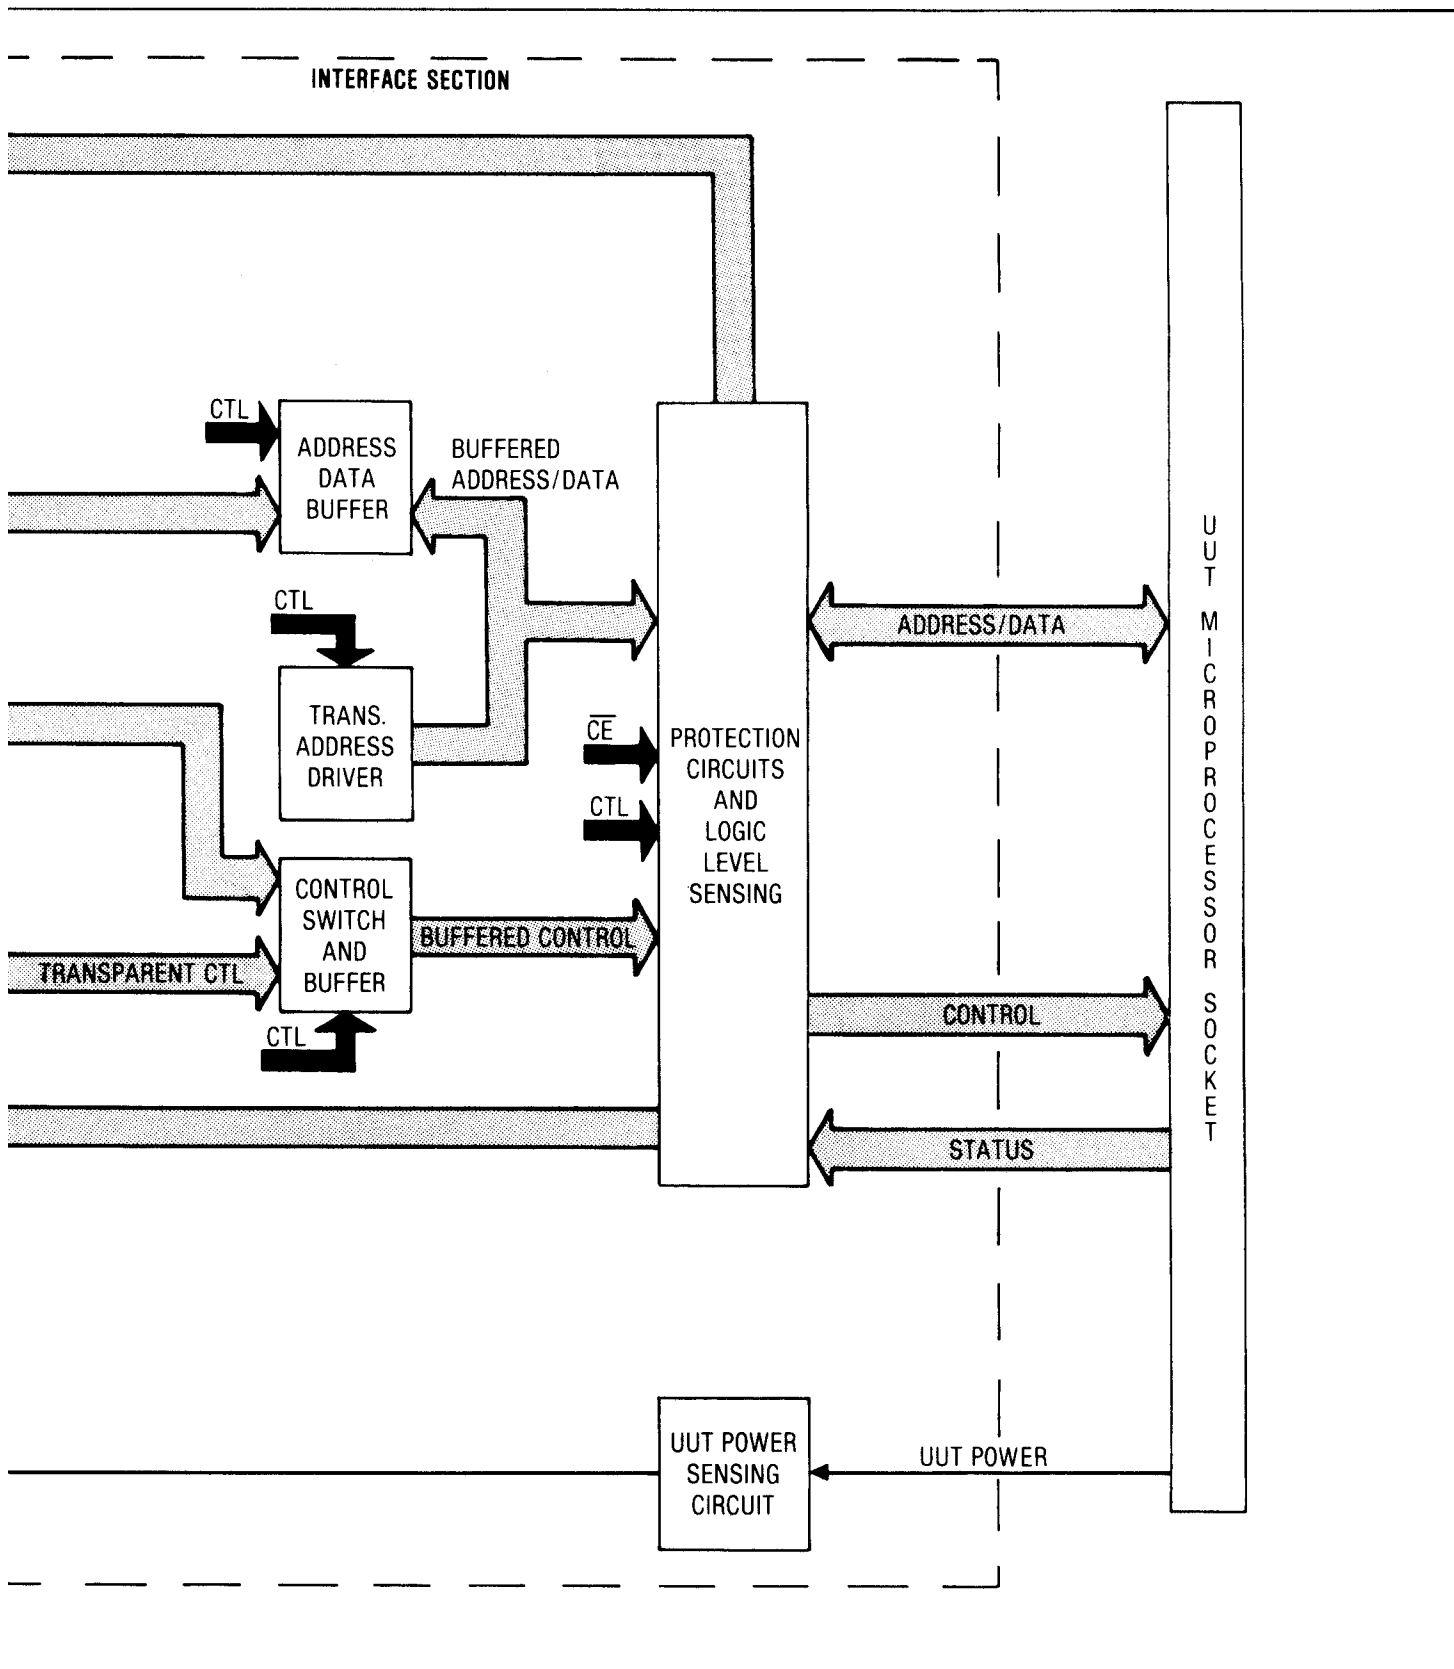 INTERFACE SECTION
CTL
ADDRESS
DATA
BUFFER
BUFFERED
ADDRESS/DATA
CTL
TRANS.
ADDRESS
DRIVER
C̅E̅
CTL
PROTECTION
CIRCUITS
AND
LOGIC
LEVEL
SENSING
ADDRESS/DATA
UUT MICROPROCESSOR SOCKET
CONTROL
SWITCH
AND
BUFFER
BUFFERED CONTROL
TRANSPARENT CTL
CTL
CONTROL
STATUS
UUT POWER
SENSING
CIRCUIT
UUT POWER